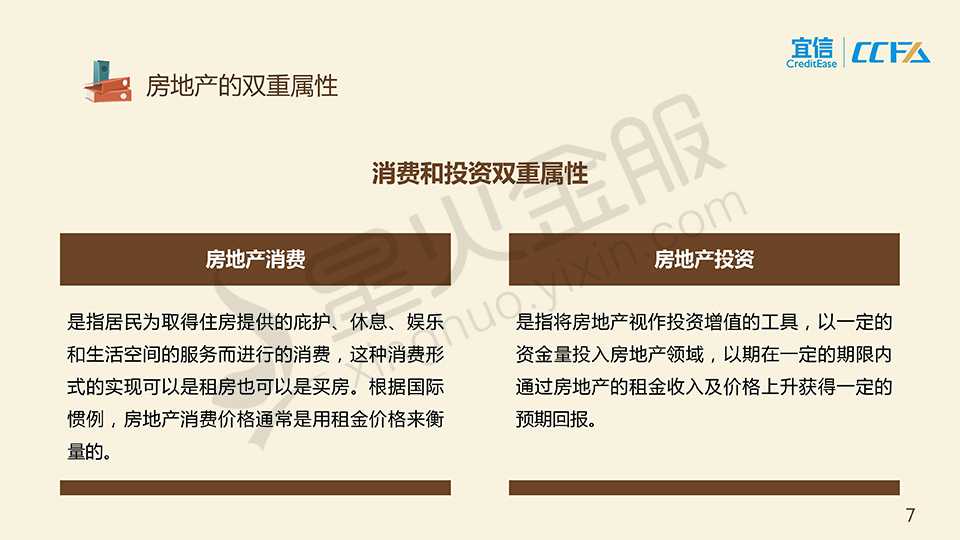 宜信
CreditEase
CCFA
房地产的双重属性
消费和投资双重属性
房地产消费
是指居民为取得住房提供的庇护、休息、娱乐
和生活空间的服务而进行的消费，这种消费形
式的实现可以是租房也可以是买房。根据国际
惯例，房地产消费价格通常是用租金价格来衡
量的。
房地产投资
是指将房地产视作投资增值的工具，以一定的
资金量投入房地产领域，以期在一定的期限内
通过房地产的租金收入及价格上升获得一定的
预期回报。
星火金服
xinghuo.yixin.com
7